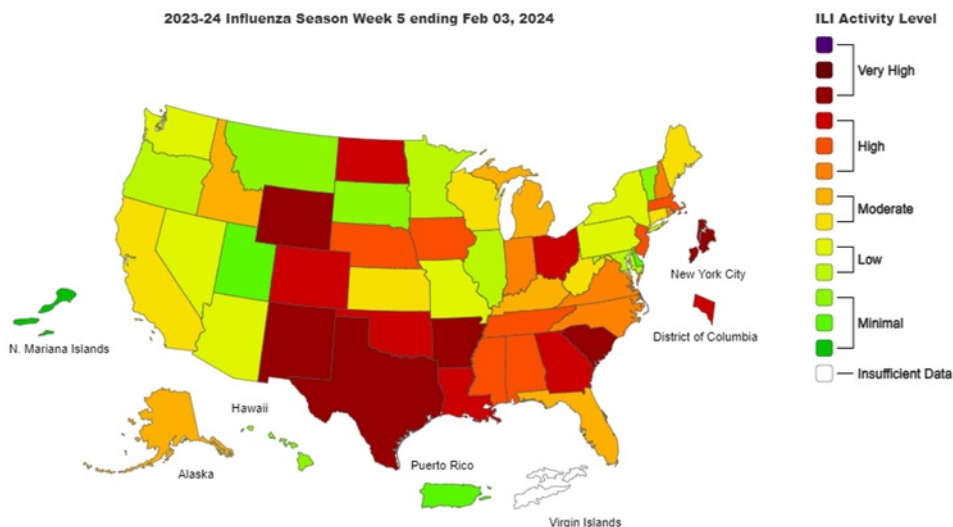 2023-24 Influenza Season Week 5 ending Feb 03, 2024
ILI Activity Level
Very High
High
Moderate
Low
Minimal
Insufficient Data
New York City
District of Columbia
N. Mariana Islands
Hawaii
Alaska
Puerto Rico
Virgin Islands